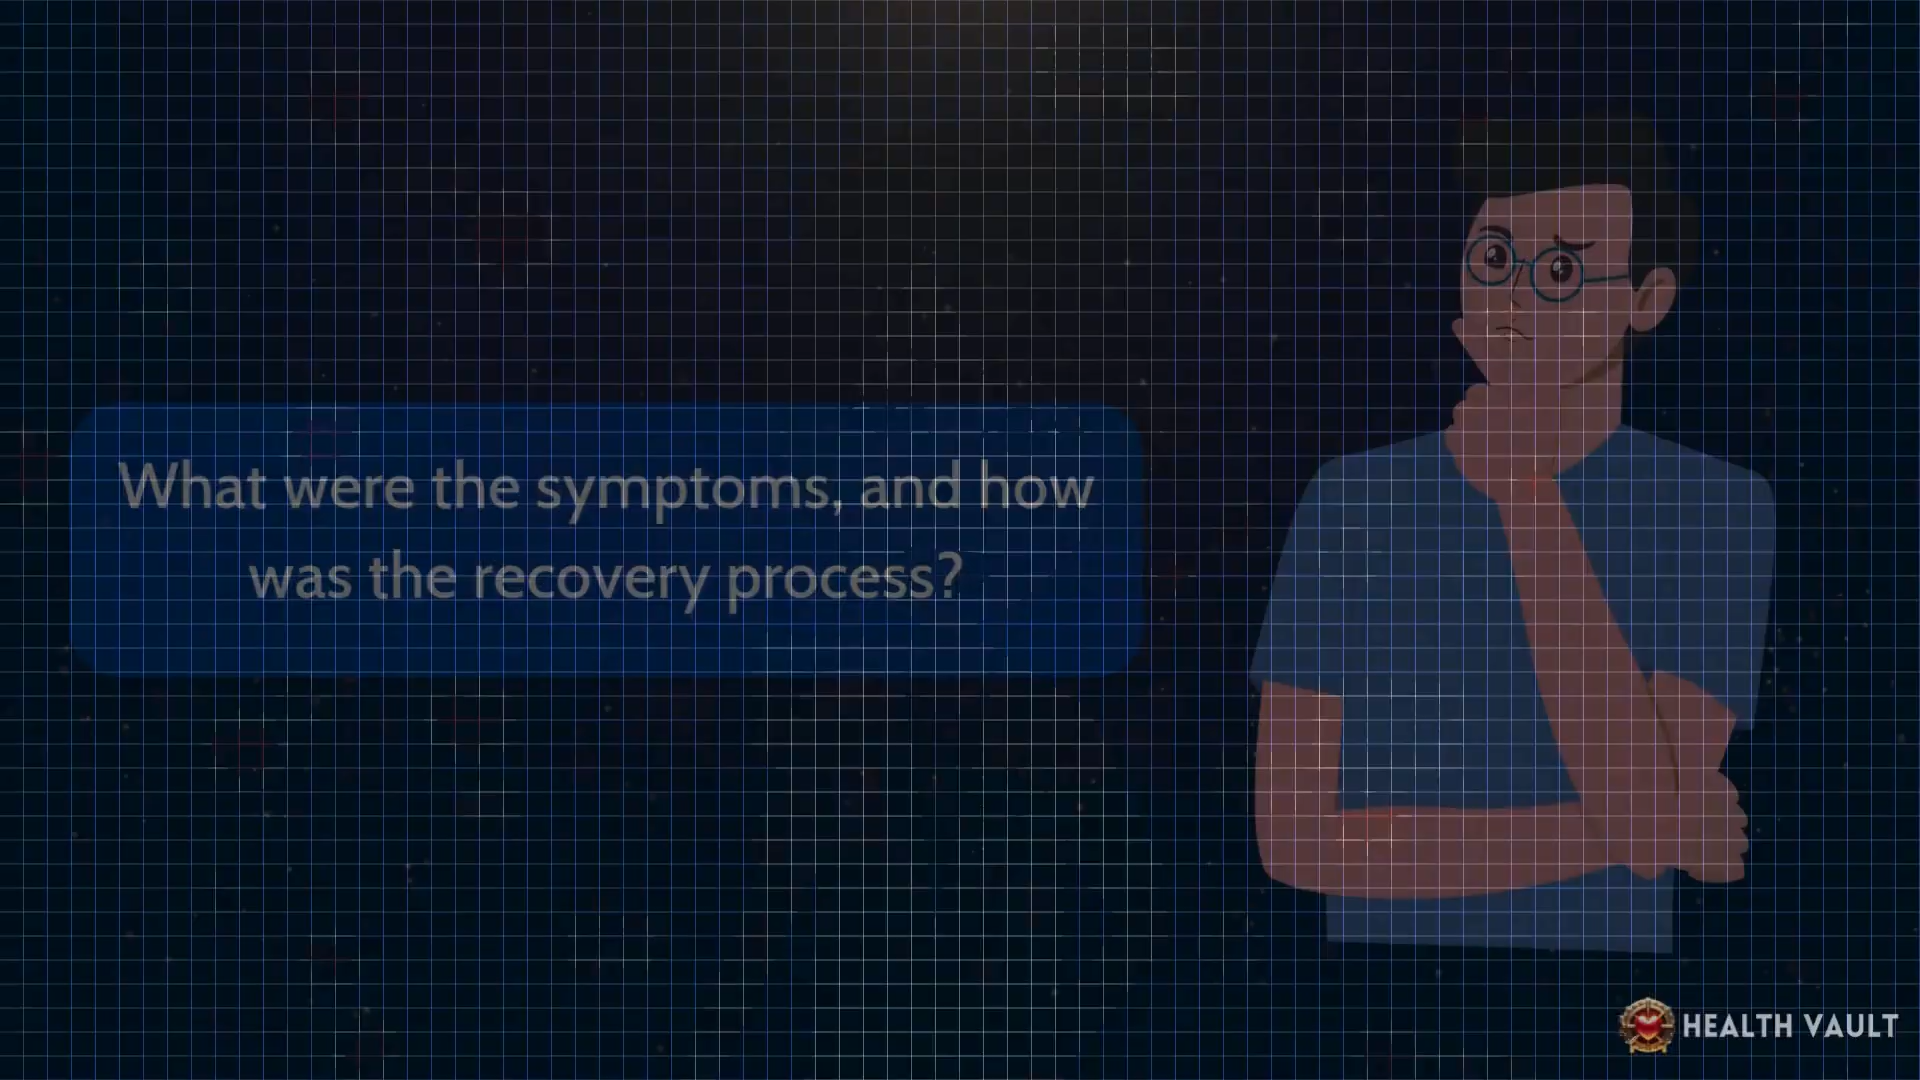 What were the symptoms, and how
was the recovery process?
HEALTH VAULT